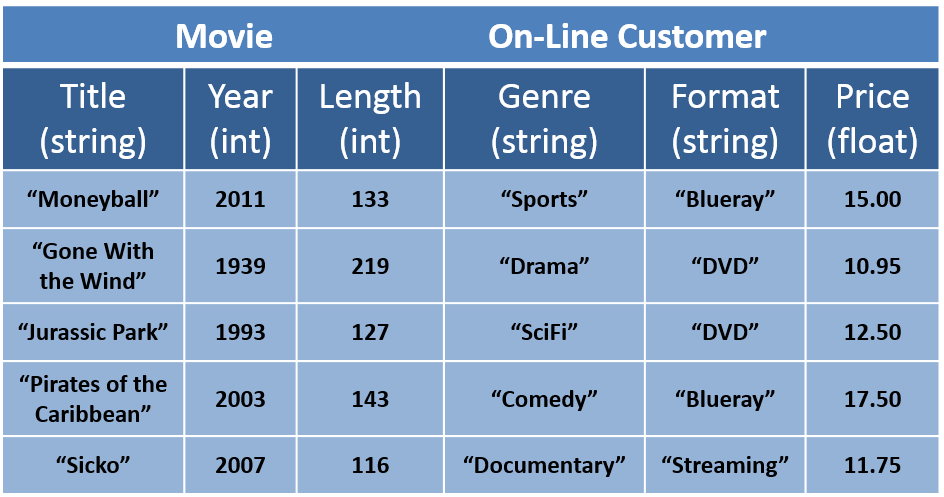 Movie On-Line Customer
Title Year Length Genre Format Price
(string) (int) (int) (string) (string) (float)
“Moneyball” 2011 133 “Sports” “Blueray” 15.00
“Gone With
the Wind” 1939 219 “Drama” “DVD” 10.95
“Jurassic Park” 1993 127 “SciFi” “DVD” 12.50
“Pirates of the
Caribbean” 2003 143 “Comedy” “Blueray” 17.50
“Sicko” 2007 116 “Documentary” “Streaming” 11.75